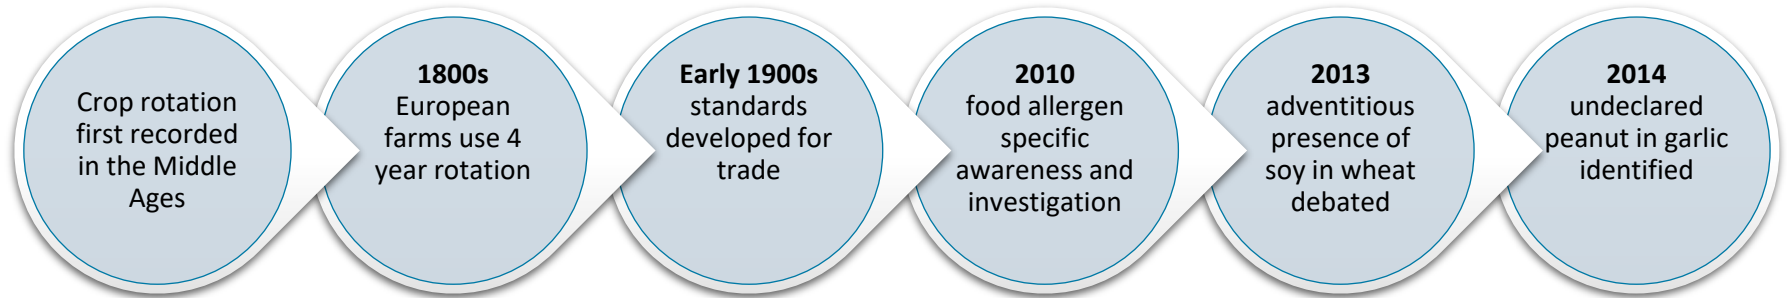 Crop rotation
first recorded
in the Middle
Ages
1800s
European
farms use 4
year rotation
Early 1900s
standards
developed for
trade
2010
food allergen
specific
awareness and
investigation
2013
adventitious
presence of
soy in wheat
debated
2014
undeclared
peanut in garlic
identified